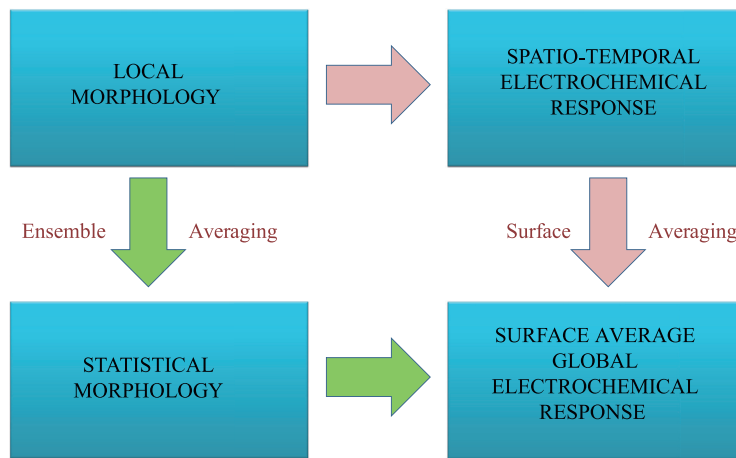 LOCAL
MORPHOLOGY
SPATIO-TEMPORAL
ELECTROCHEMICAL
RESPONSE
Ensemble Averaging
Surface Averaging
STATISTICAL
MORPHOLOGY
SURFACE AVERAGE
GLOBAL
ELECTROCHEMICAL
RESPONSE